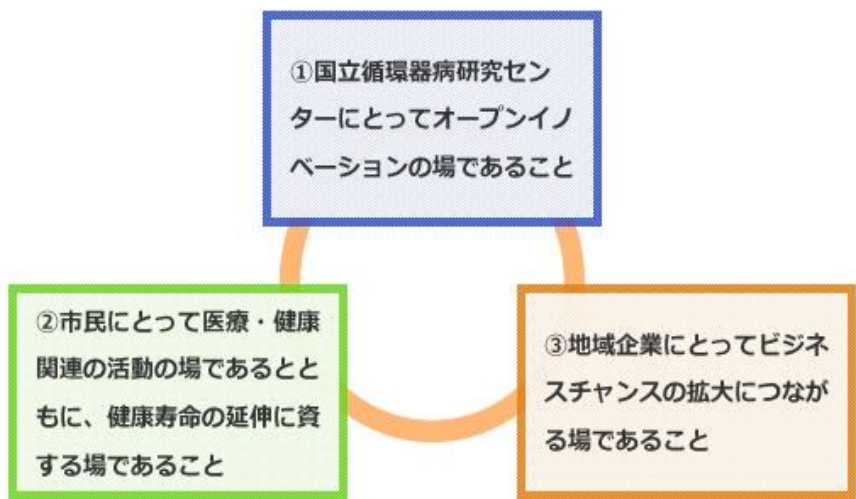 ①国立循環器病研究セン
ターにとってオープンイノ
ベーションの場であること
②市民にとって医療・健康
関連の活動の場であるとと
もに、健康寿命の延伸に資
する場であること
③地域企業にとってビジネ
スチャンスの拡大につなが
る場であること